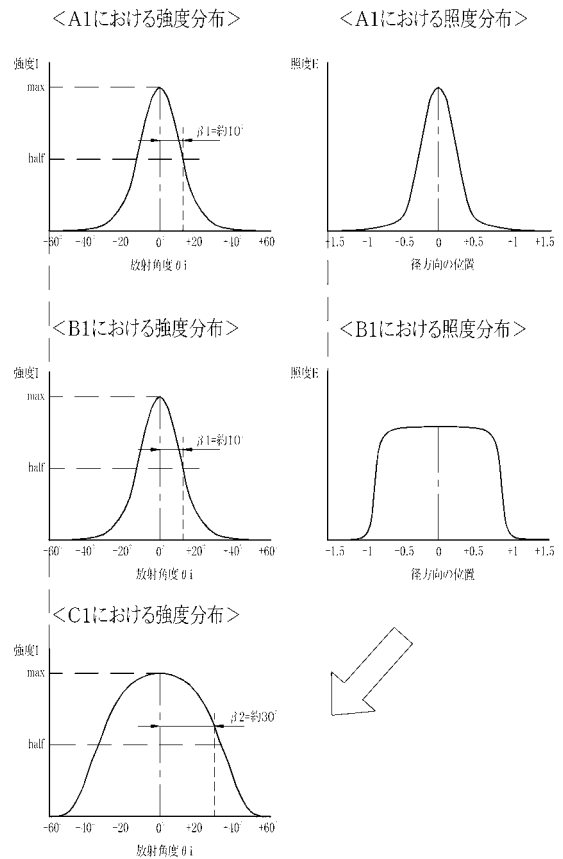 <A1における強度分布>
<A1における照度分布>
強度I
max
half
β1=約10°
-60° -40° -20 0° +20 +40° +60
放射角度θi
照度E
-1.5 -1 -0.5 0 +0.5 +1 +1.5
径方向の位置
<B1における強度分布>
<B1における照度分布>
強度I
max
half
β1=約10°
-60° -40° -20° 0° +20° +40° +60
放射角度θi
照度E
-1.5 -1 -0.5 0 +0.5 +1 +1.5
径方向の位置
<C1における強度分布>
強度I
max
half
β2=約30°
-60° -40° -20 0° +20 +40° +60
放射角度θi